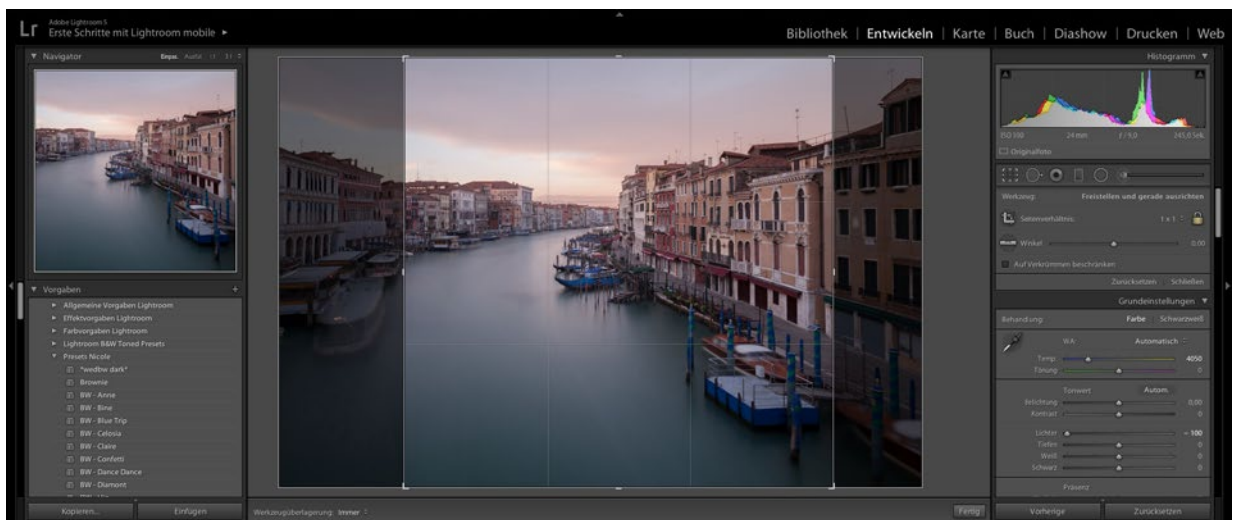 Lr Adobe Lightroom 5
Erste Schritte mit Lightroom mobile
Bibliothek | Entwickeln | Karte | Buch | Diashow | Drucken | Web
Navigator
Vorgaben +
Allgemeine Vorgaben Lightroom
Effektvorgaben Lightroom
Farbvorgaben Lightroom
Lightroom B&W Toned Presets
Presets Nicole
*wedbw dark*
Brownie
BW - Anne
BW - Bine
BW - Blue Trip
BW - Celosia
BW - Claire
BW - Confetti
BW - Dance Dance
BW - Diamont
Kopieren... Einfügen
Werkzeugüberlagerung: Immer
Fertig
Histogramm
ISO 100 24 mm f / 9,0 245,0 Sek.
Originalfoto
Werkzeug: Freistellen und gerade ausrichten
Seitenverhältnis: 1 x 1
Winkel 0,00
Auf Verkrümmen beschränken
Zurücksetzen Schließen
Grundeinstellungen
Behandlung: Farbe Schwarzweiß
WA: Automatisch
Temp. 4050
Tönung 0
Tonwert Autom.
Belichtung 0,00
Kontrast 0
Lichter - 100
Tiefen 0
Weiß 0
Schwarz 0
Präsenz
Vorherige Zurücksetzen